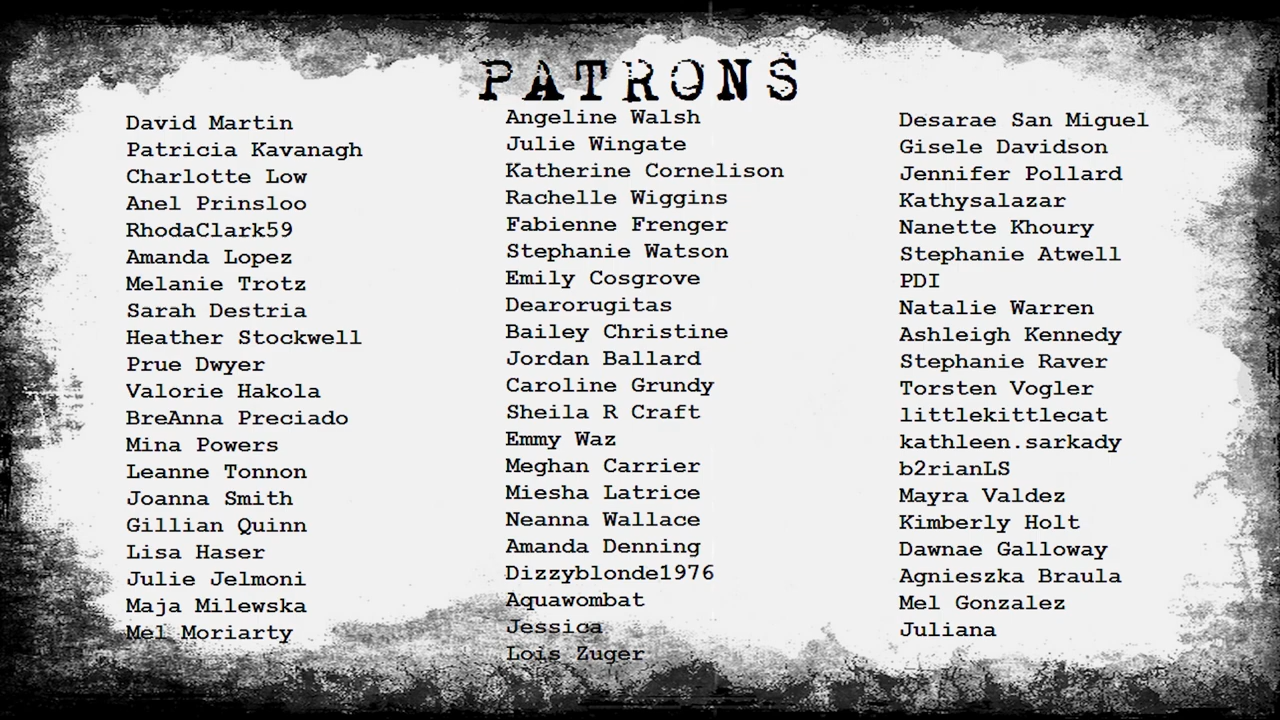 PATRONS
David Martin
Patricia Kavanagh
Charlotte Low
Anel Prinsloo
RhodaClark59
Amanda Lopez
Melanie Trotz
Sarah Destria
Heather Stockwell
Prue Dwyer
Valorie Hakola
BreAnna Preciado
Mina Powers
Leanne Tonnon
Joanna Smith
Gillian Quinn
Lisa Haser
Julie Jelmoni
Maja Milewska
Mel Moriarty
Angeline Walsh
Julie Wingate
Katherine Cornelison
Rachelle Wiggins
Fabienne Frenger
Stephanie Watson
Emily Cosgrove
Dearorugitas
Bailey Christine
Jordan Ballard
Caroline Grundy
Sheila R Craft
Emmy Waz
Meghan Carrier
Miesha Latrice
Neanna Wallace
Amanda Denning
Dizzyblonde1976
Aquawombat
Jessica
Lois Zuger
Desarae San Miguel
Gisele Davidson
Jennifer Pollard
Kathysalazar
Nanette Khoury
Stephanie Atwell
PDI
Natalie Warren
Ashleigh Kennedy
Stephanie Raver
Torsten Vogler
littlekittlecat
kathleen.sarkady
b2rianLS
Mayra Valdez
Kimberly Holt
Dawnae Galloway
Agnieszka Braula
Mel Gonzalez
Juliana